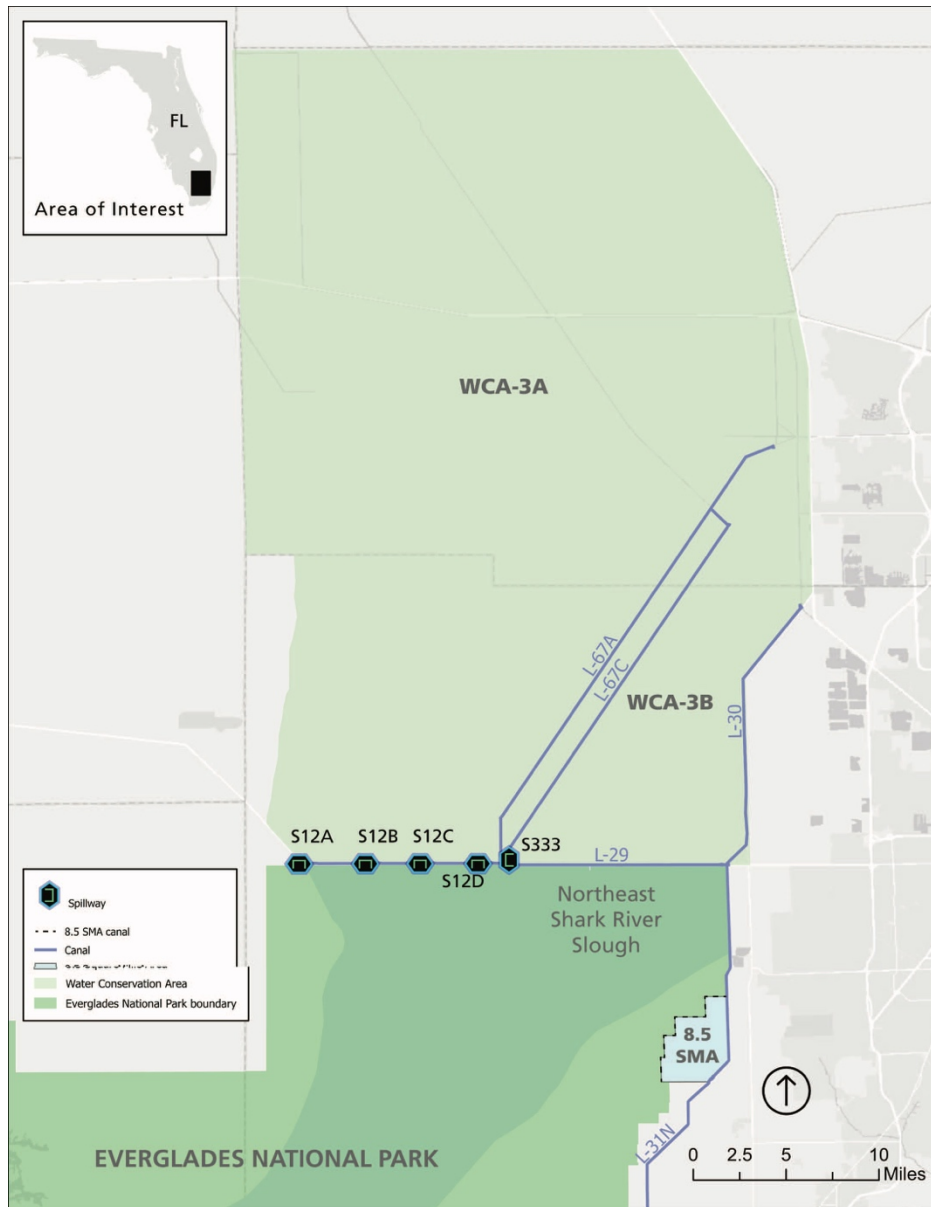 FL
Area of Interest
WCA-3A
L-67A
L-67C
WCA-3B
L-30
S12A
S12B
S12C
S333
S12D
L-29
Northeast
Shark River
Slough
Spillway
8.5 SMA canal
Canal
Water Conservation Area
Everglades National Park boundary
8.5
SMA
L-31N
EVERGLADES NATIONAL PARK
0 2.5 5 10
Miles